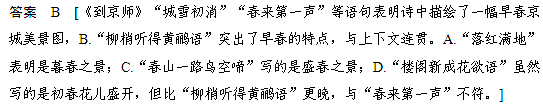 答案　B　[《到京师》“城雪初消”“春来第一声”等语句表明诗中描绘了一幅早春京
城美景图，B.“柳梢听得黄鹂语”突出了早春的特点，与上下文连贯。A.“落红满地”
表明是暮春之景；C.“春山一路鸟空啼”写的是盛春之景；D.“楼阁新成花欲语”虽然
写的是初春花儿盛开，但比“柳梢听得黄鹂语”更晚，与“春来第一声”不符。]